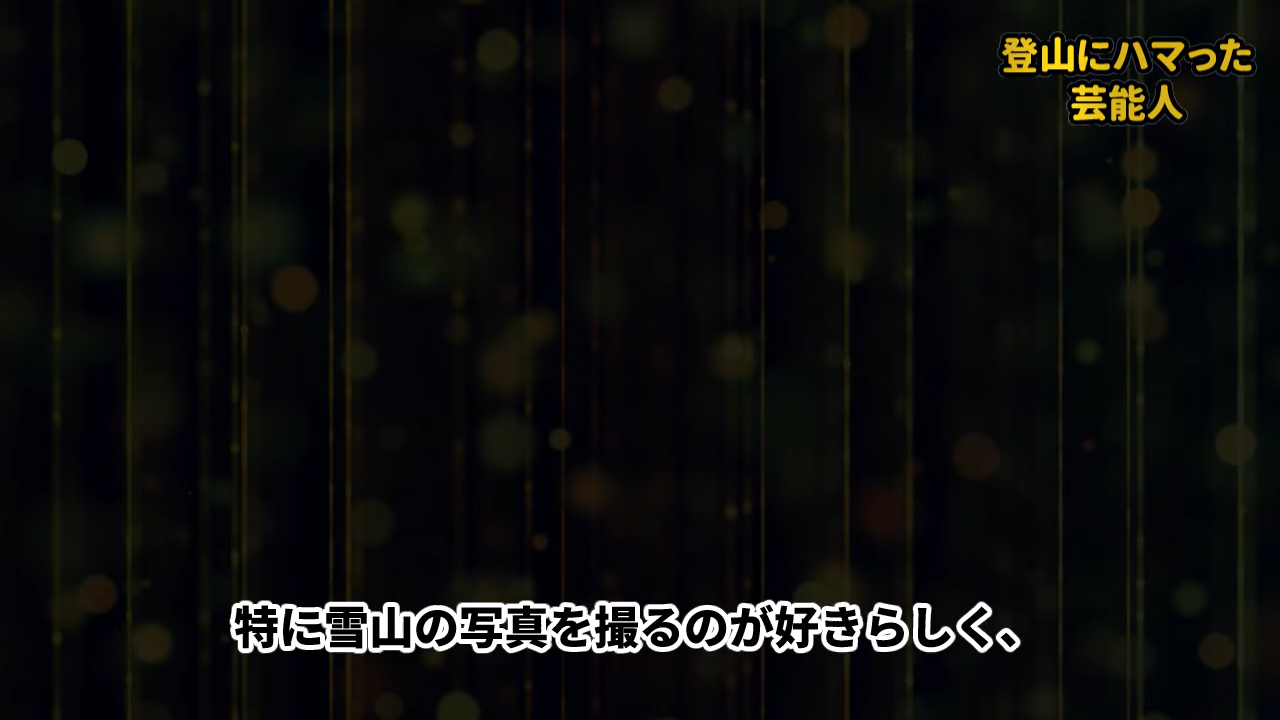 登山にハマった
芸能人
特に雪山の写真を撮るのが好きらしく、